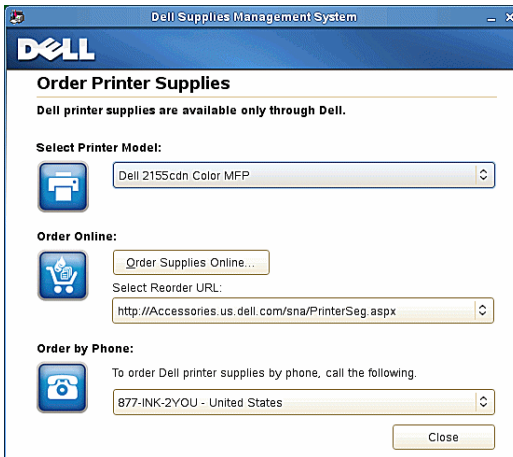 Dell Supplies Management System
DELL
Order Printer Supplies
Dell printer supplies are available only through Dell.
Select Printer Model:
Dell 2155cdn Color MFP
Order Online:
Order Supplies Online...
Select Reorder URL:
http://Accessories.us.dell.com/sna/PrinterSeg.aspx
Order by Phone:
To order Dell printer supplies by phone, call the following.
877-INK-2YOU - United States
Close